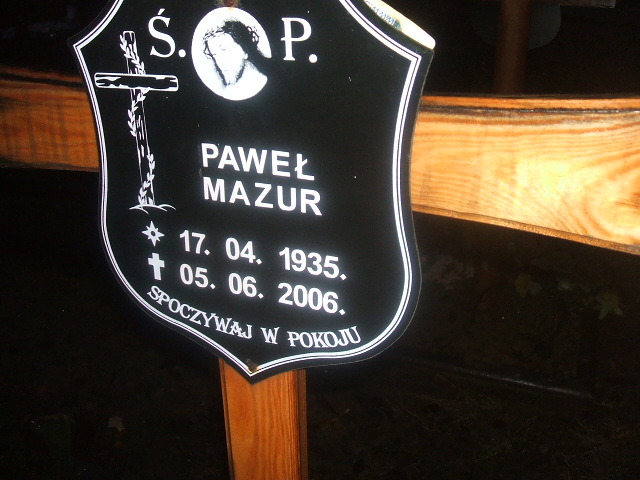 Ś. P.
PAWEŁ
MAZUR
17. 04. 1935.
05. 06. 2006.
SPOCZYWAJ W POKOJU